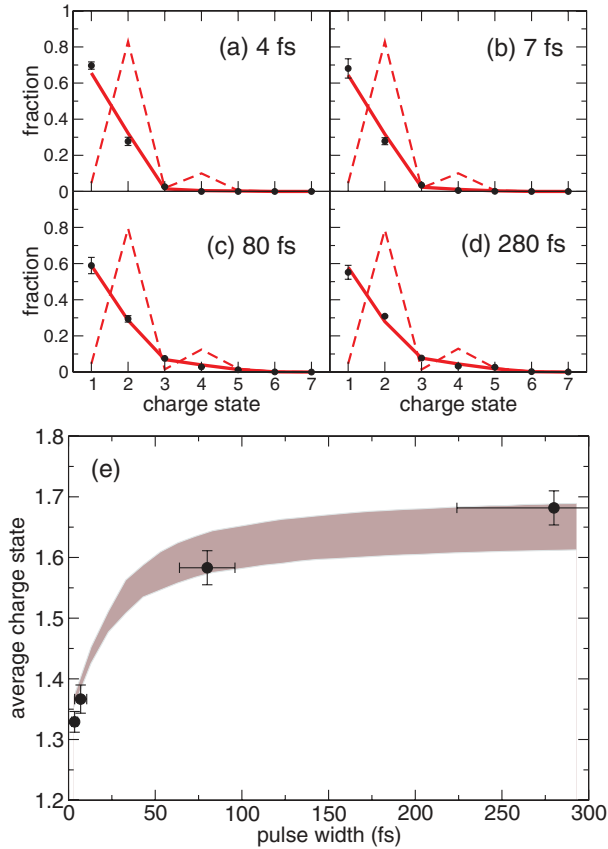 (a) 4 fs
(b) 7 fs
fraction
1
0.8
0.6
0.4
0.2
0
(c) 80 fs
(d) 280 fs
fraction
0.8
0.6
0.4
0.2
0
1 2 3 4 5 6 7
1 2 3 4 5 6 7
charge state
charge state
(e)
average charge state
1.8
1.7
1.6
1.5
1.4
1.3
1.2
0 50 100 150 200 250 300
pulse width (fs)